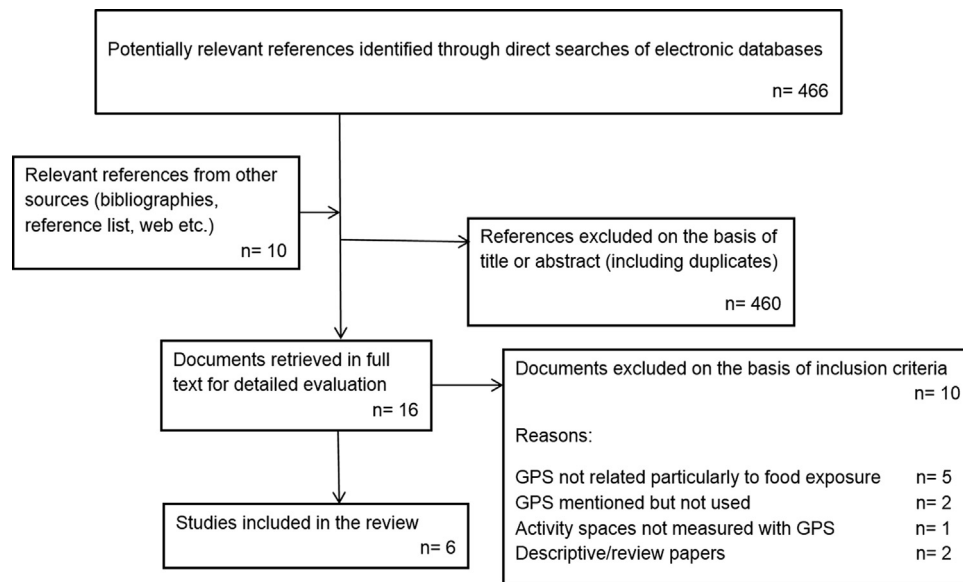 Potentially relevant references identified through direct searches of electronic databases
n= 466
Relevant references from other
sources (bibliographies,
reference list, web etc.)
n= 10
References excluded on the basis of
title or abstract (including duplicates)
n= 460
Documents retrieved in full
text for detailed evaluation
n= 16
Documents excluded on the basis of inclusion criteria
n= 10
Reasons:
GPS not related particularly to food exposure n= 5
GPS mentioned but not used n= 2
Activity spaces not measured with GPS n= 1
Descriptive/review papers n= 2
Studies included in the review
n= 6